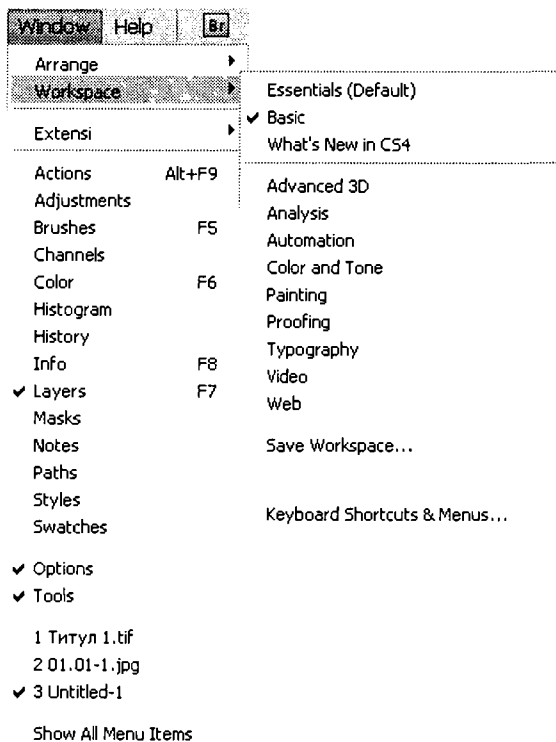 Window Help Br
Arrange
Workspace
Extensi
Actions Alt+F9
Adjustments
Brushes F5
Channels
Color F6
Histogram
History
Info F8
Layers F7
Masks
Notes
Paths
Styles
Swatches
Options
Tools
1 Титул 1.tif
2 01.01-1.jpg
3 Untitled-1
Show All Menu Items
Essentials (Default)
Basic
What's New in CS4
Advanced 3D
Analysis
Automation
Color and Tone
Painting
Proofing
Typography
Video
Web
Save Workspace...
Keyboard Shortcuts & Menus...